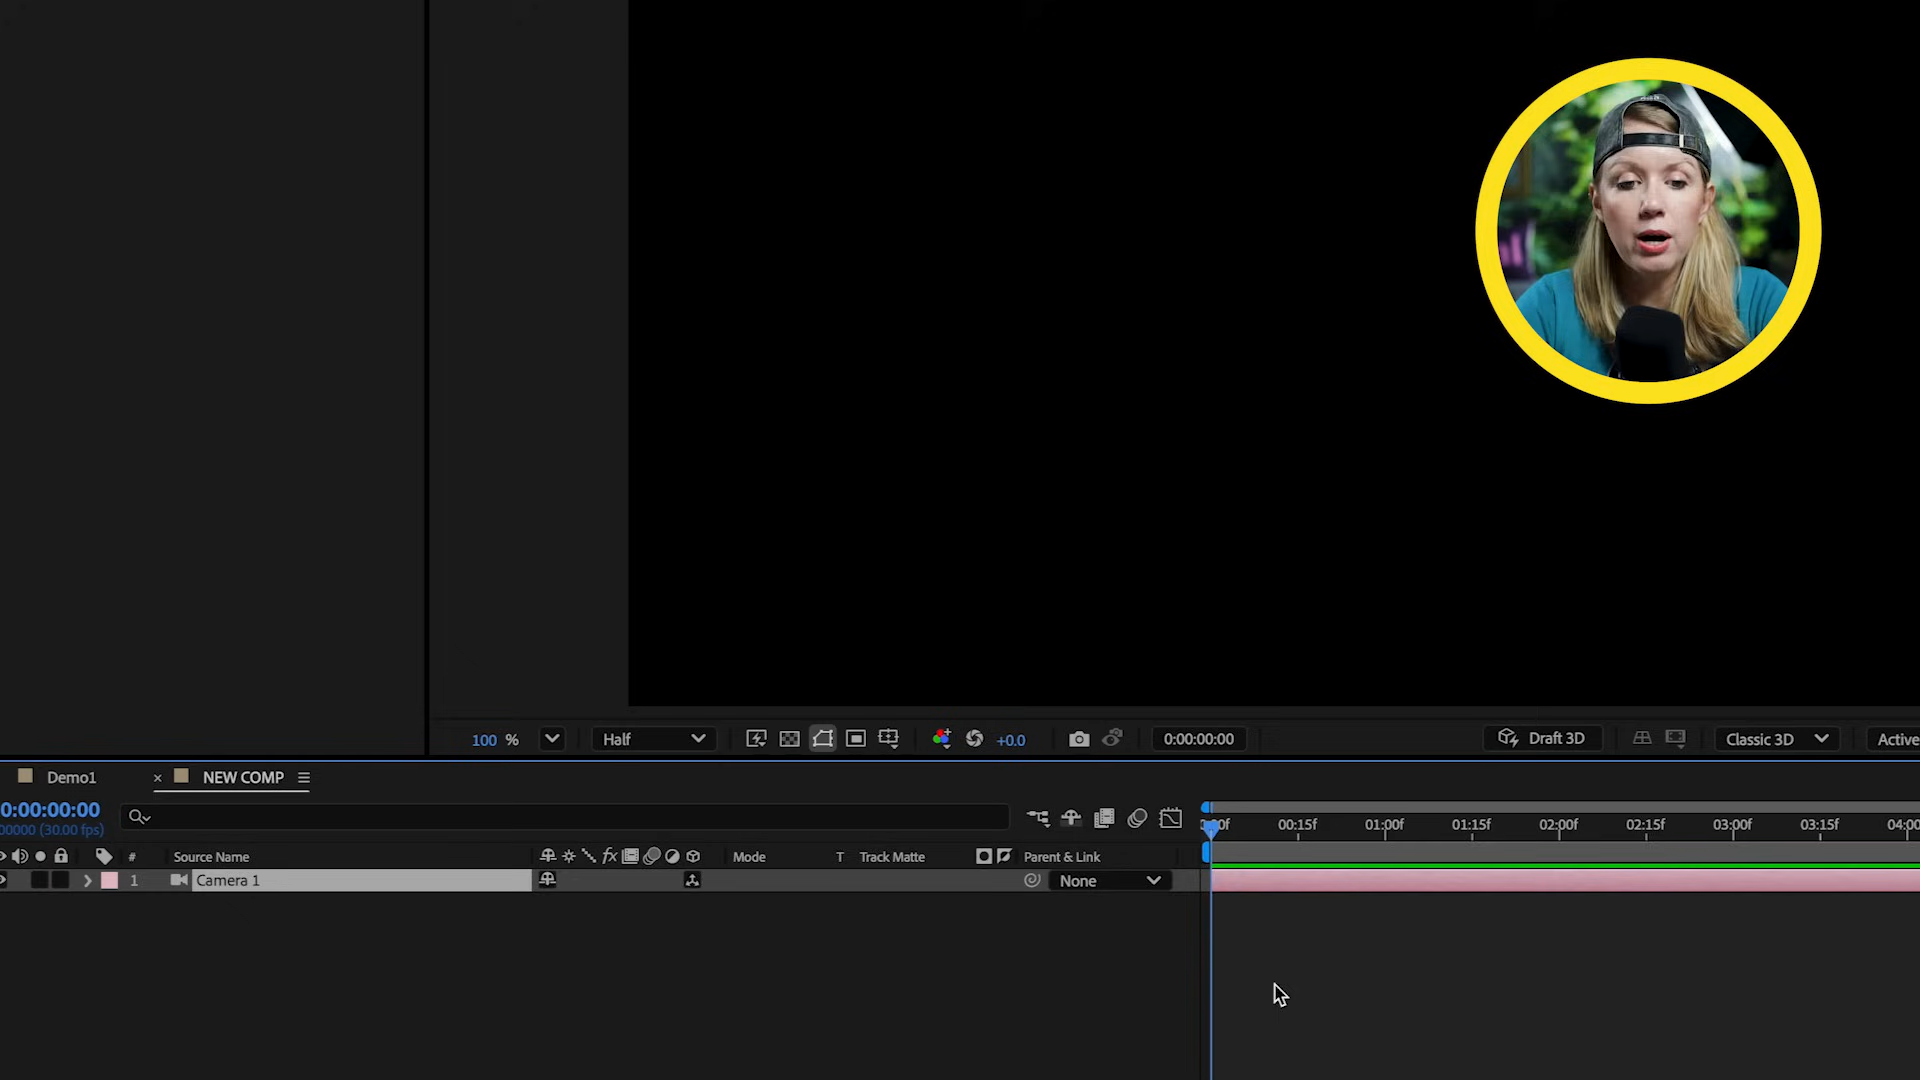 100 %
Half
+0.0
0:00:00:00
Draft 3D
Classic 3D
Active
Demo1
× NEW COMP
0:00:00:00
00000 (30.00 fps)
00f 00:15f 01:00f 01:15f 02:00f 02:15f 03:00f 03:15f 04:00
# Source Name fx Mode T Track Matte Parent & Link
1 Camera 1 None